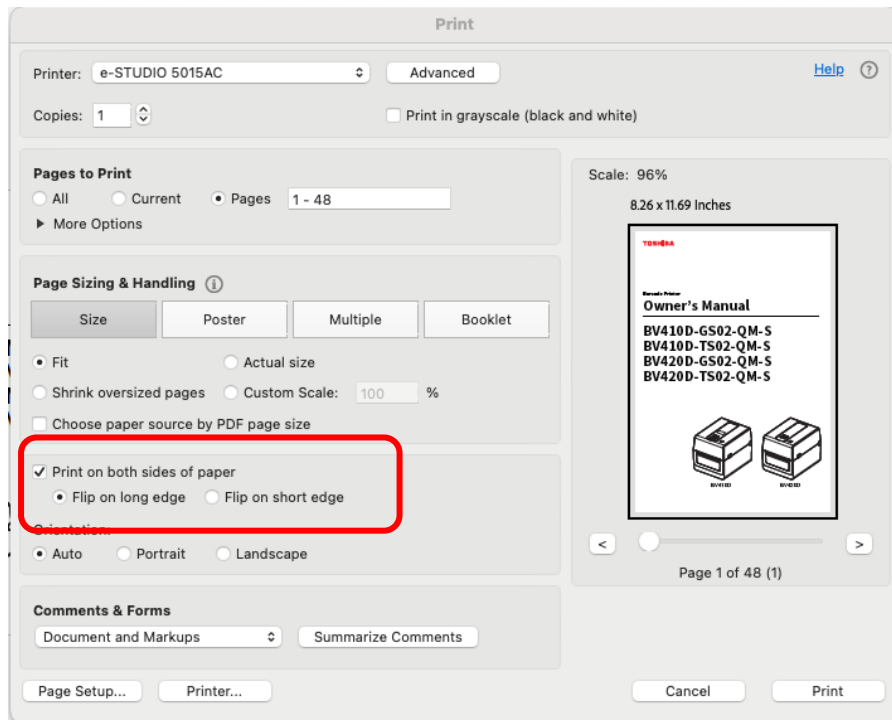 Print
Printer: e-STUDIO 5015AC Advanced Help ?
Copies: 1 Print in grayscale (black and white)
Pages to Print
All Current Pages 1 - 48
More Options
Page Sizing & Handling i
Size Poster Multiple Booklet
Fit Actual size
Shrink oversized pages Custom Scale: 100 %
Choose paper source by PDF page size
Print on both sides of paper
Flip on long edge Flip on short edge
Orientation:
Auto Portrait Landscape
Comments & Forms
Document and Markups Summarize Comments
Page Setup... Printer...
Scale: 96%
8.26 x 11.69 Inches
TOSHIBA
Barcode Printer
Owner's Manual
BV410D-GS02-QM-S
BV410D-TS02-QM-S
BV420D-GS02-QM-S
BV420D-TS02-QM-S
BV410D BV420D
< >
Page 1 of 48 (1)
Cancel Print